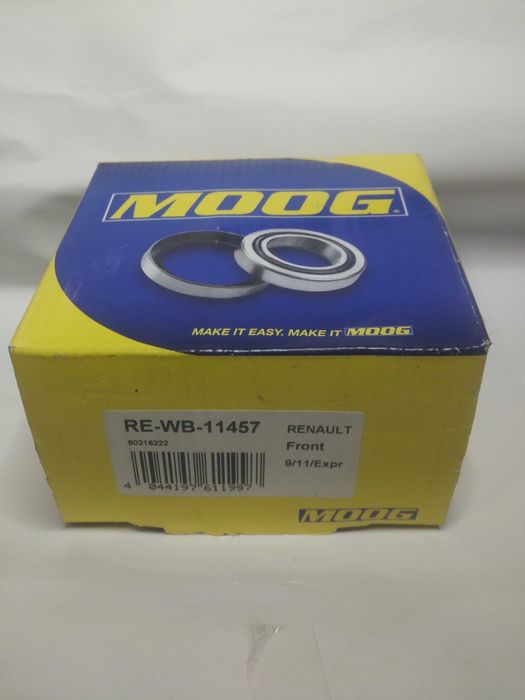 MOOG®
MAKE IT EASY. MAKE IT MOOG
RE-WB-11457
80216222
RENAULT
Front
9/11/Expr
4 044197 611997
MOOG